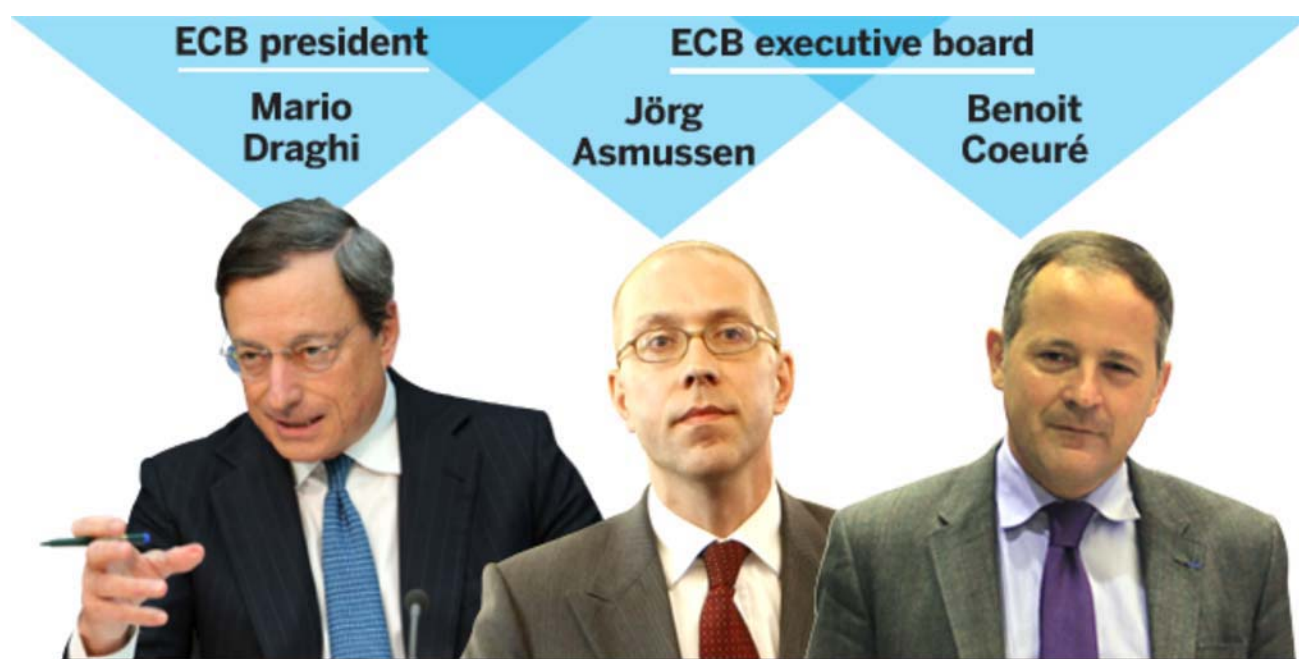 ECB president
Mario
Draghi
ECB executive board
Jörg
Asmussen
Benoit
Coeuré